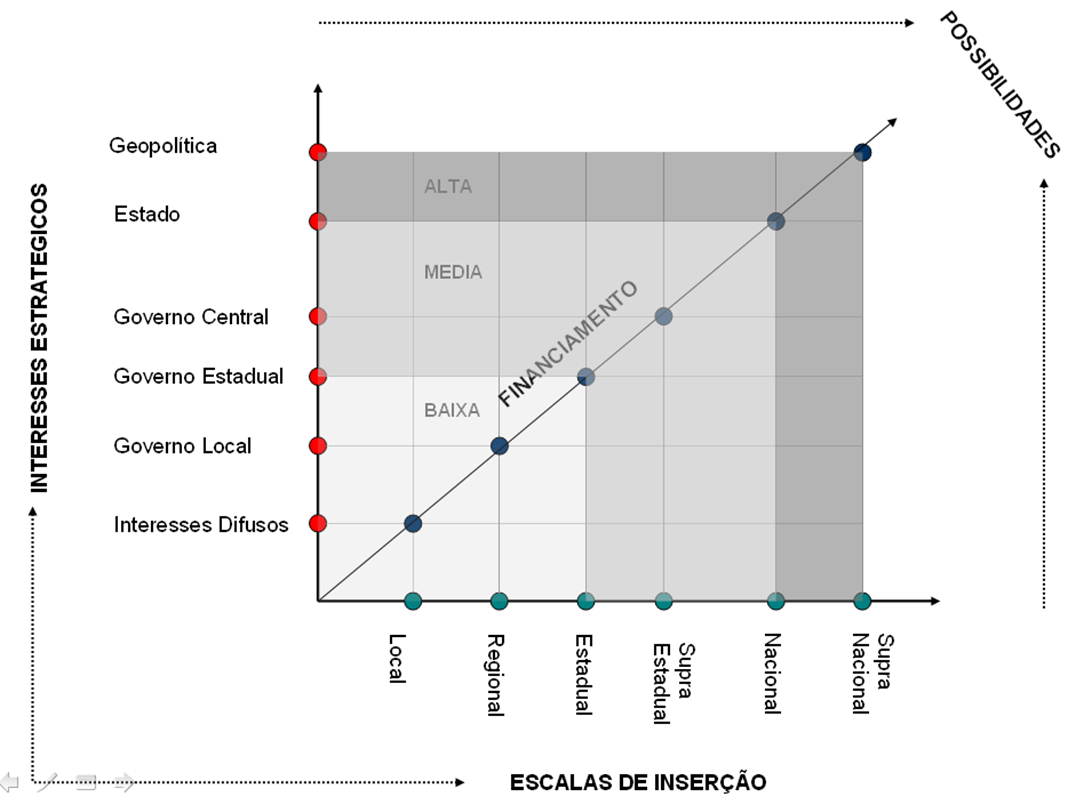 POSSIBILIDADES
Geopolítica
ALTA
Estado
MEDIA
Governo Central
FINANCIAMENTO
Governo Estadual
BAIXA
Governo Local
Interesses Difusos
INTERESSES ESTRATEGICOS
Local
Regional
Estadual
Supra
Estadual
Nacional
Supra
Nacional
ESCALAS DE INSERÇÃO